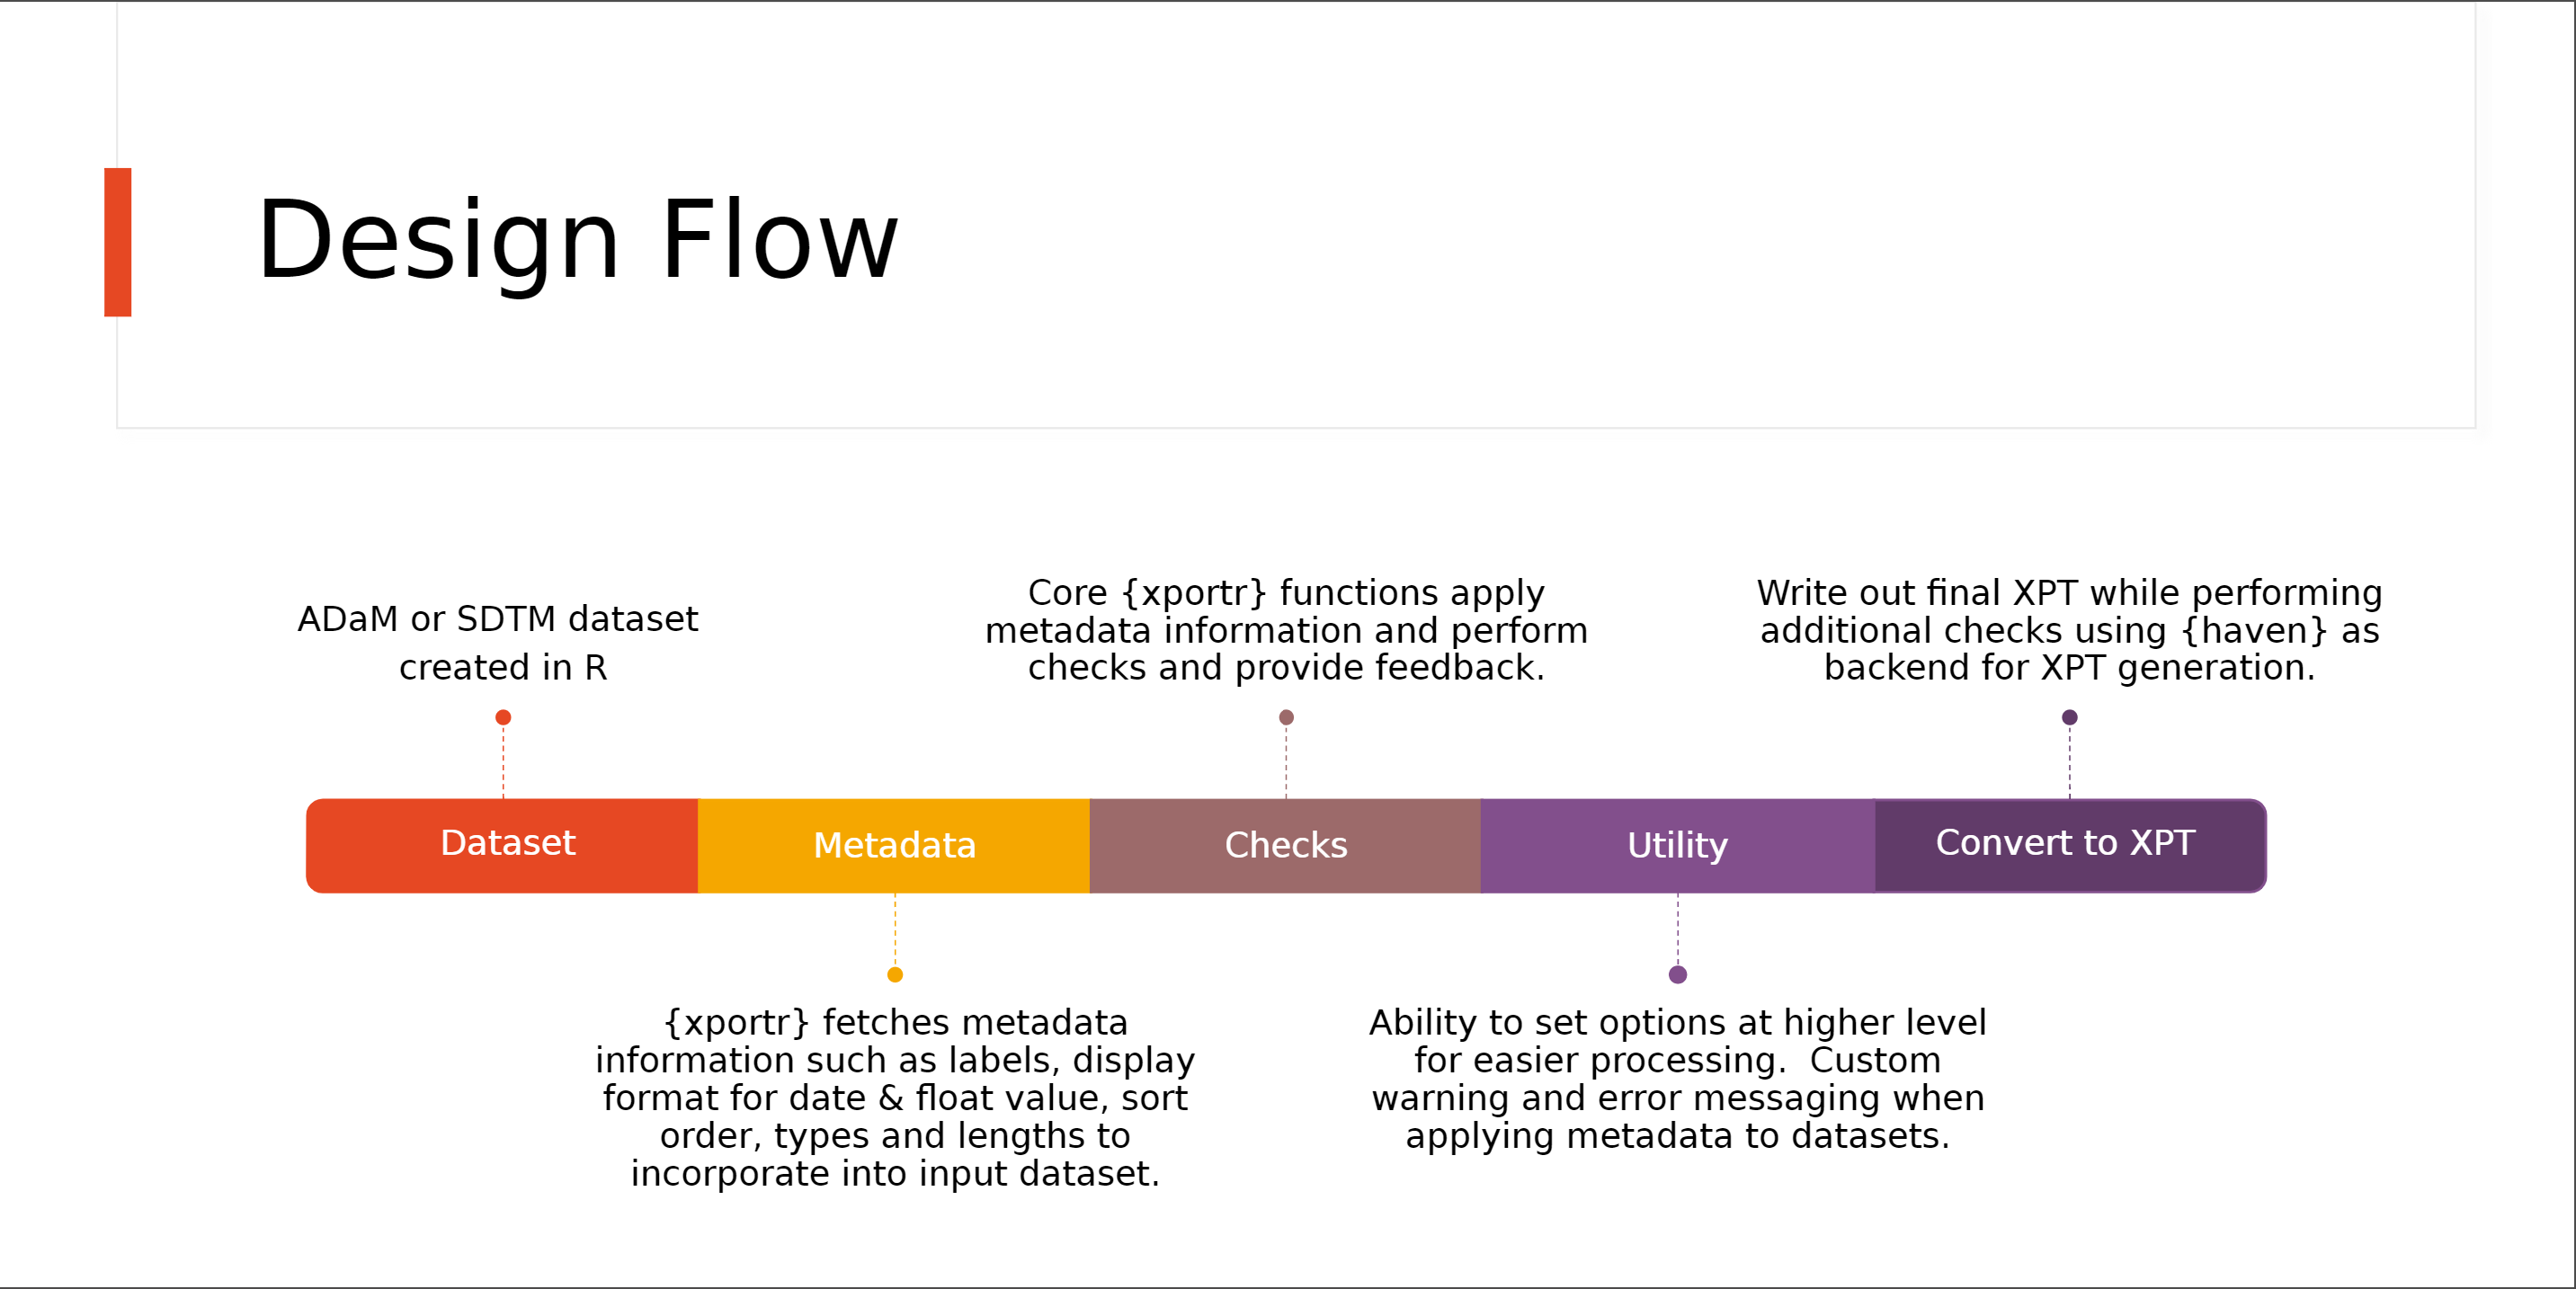 Design Flow
ADaM or SDTM dataset
created in R
Core {xportr} functions apply
metadata information and perform
checks and provide feedback.
Write out final XPT while performing
additional checks using {haven} as
backend for XPT generation.
Dataset
Metadata
Checks
Utility
Convert to XPT
{xportr} fetches metadata
information such as labels, display
format for date & float value, sort
order, types and lengths to
incorporate into input dataset.
Ability to set options at higher level
for easier processing.  Custom
warning and error messaging when
applying metadata to datasets.